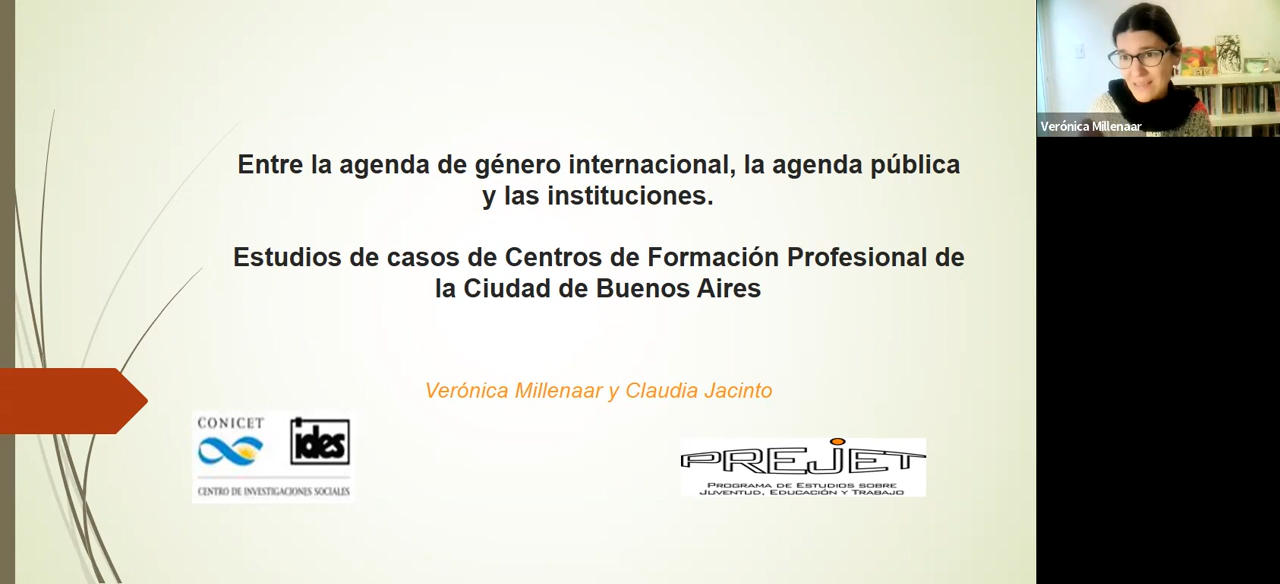 Entre la agenda de género internacional, la agenda pública
y las instituciones.
Estudios de casos de Centros de Formación Profesional de
la Ciudad de Buenos Aires
Verónica Millenaar y Claudia Jacinto
CONICET
ides
CENTRO DE INVESTIGACIONES SOCIALES
PREJET
PROGRAMA DE ESTUDIOS SOBRE
JUVENTUD, EDUCACIÓN Y TRABAJO
Verónica Millenaar